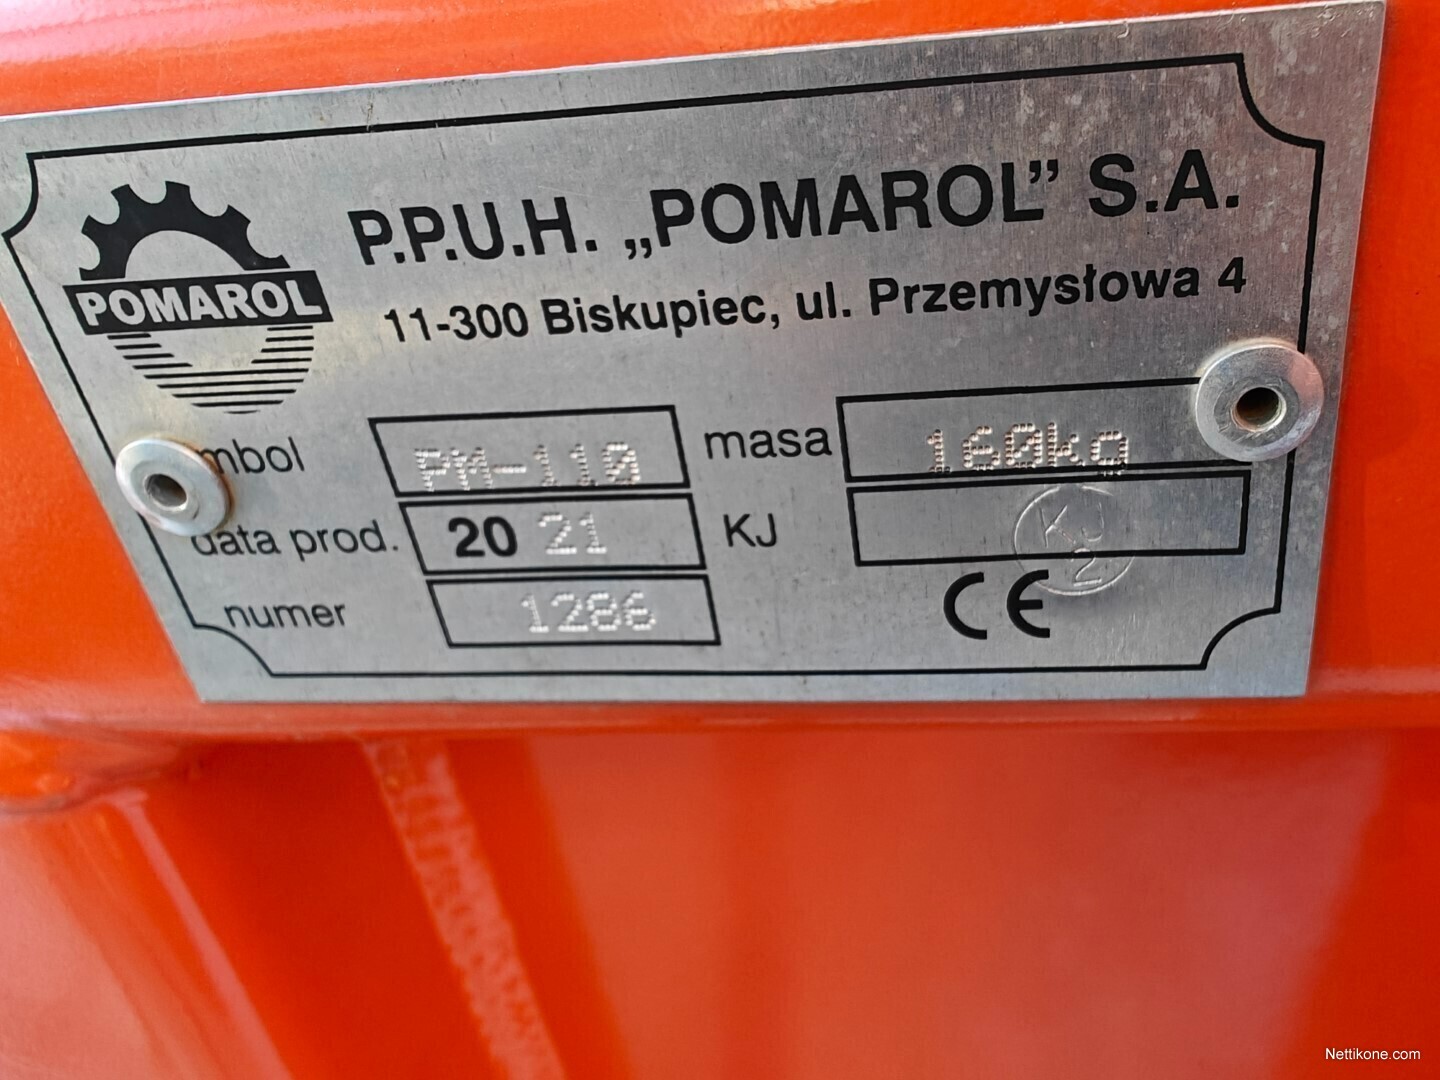 POMAROL
P.P.U.H. „POMAROL” S.A.
11-300 Biskupiec, ul. Przemysłowa 4
mbol PM-110 masa 160kg
data prod. 20 21 KJ KJ 2
numer 1286
CE
Nettikone.com